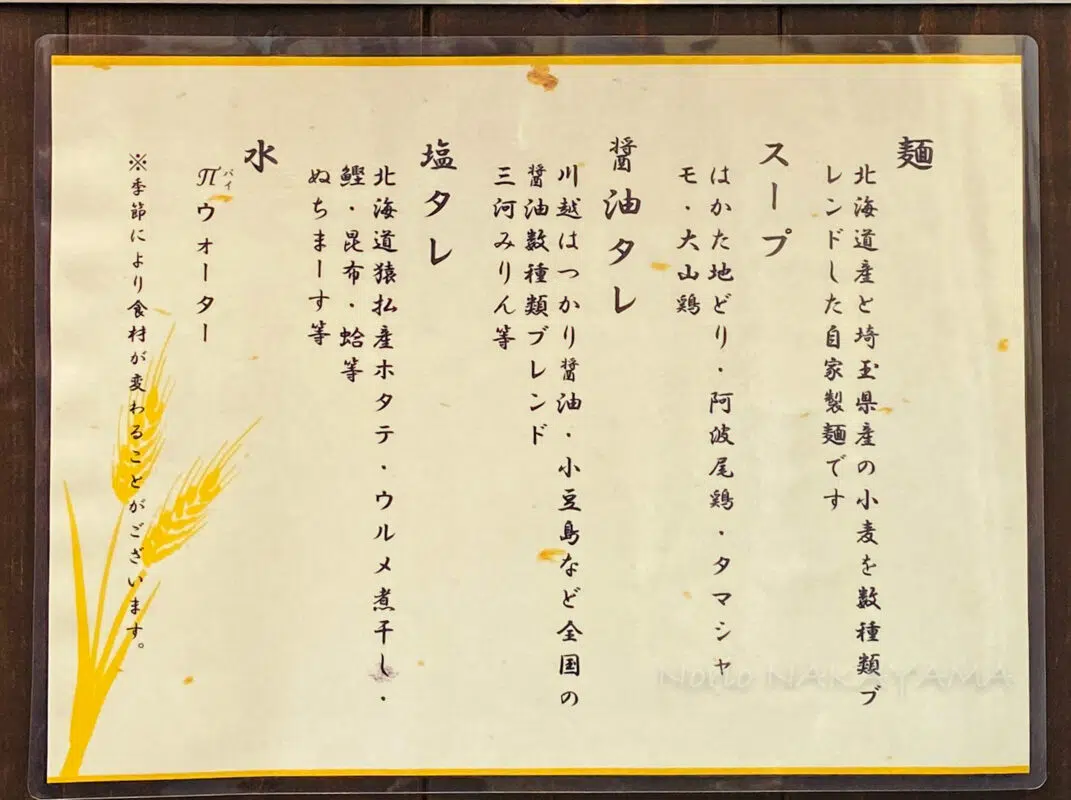 麺
北海道産と埼玉県産の小麦を数種類ブ
レンドした自家製麺です
スープ
はかた地どり・阿波尾鶏・タマシャ
モ・大山鶏
醤油タレ
川越はつかり醤油・小豆島など全国の
醤油数種類ブレンド
三河みりん等
塩タレ
北海道猿払産ホタテ・ウルメ煮干し・
鰹・昆布・蛤等
ぬちまーす等
水
πウォーター
パイ
※季節により食材が変わることがございます。
Norio NAKAYAMA